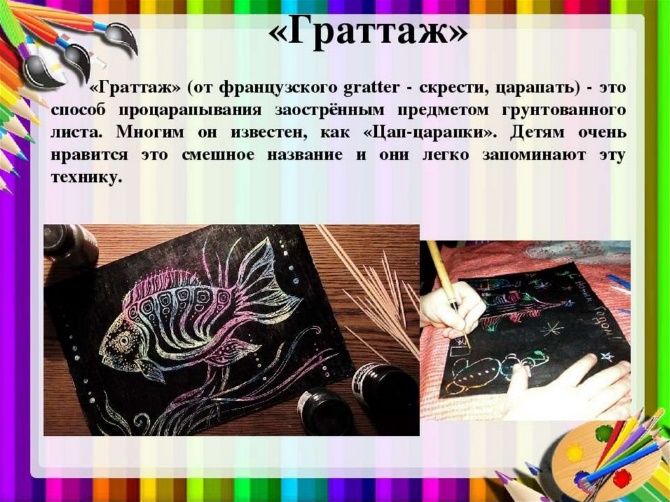 «Граттаж»
«Граттаж» (от французского gratter - скрести, царапать) - это
способ процарапывания заострённым предметом грунтованного
листа. Многим он известен, как «Цап-царапки». Детям очень
нравится это смешное название и они легко запоминают эту
технику.